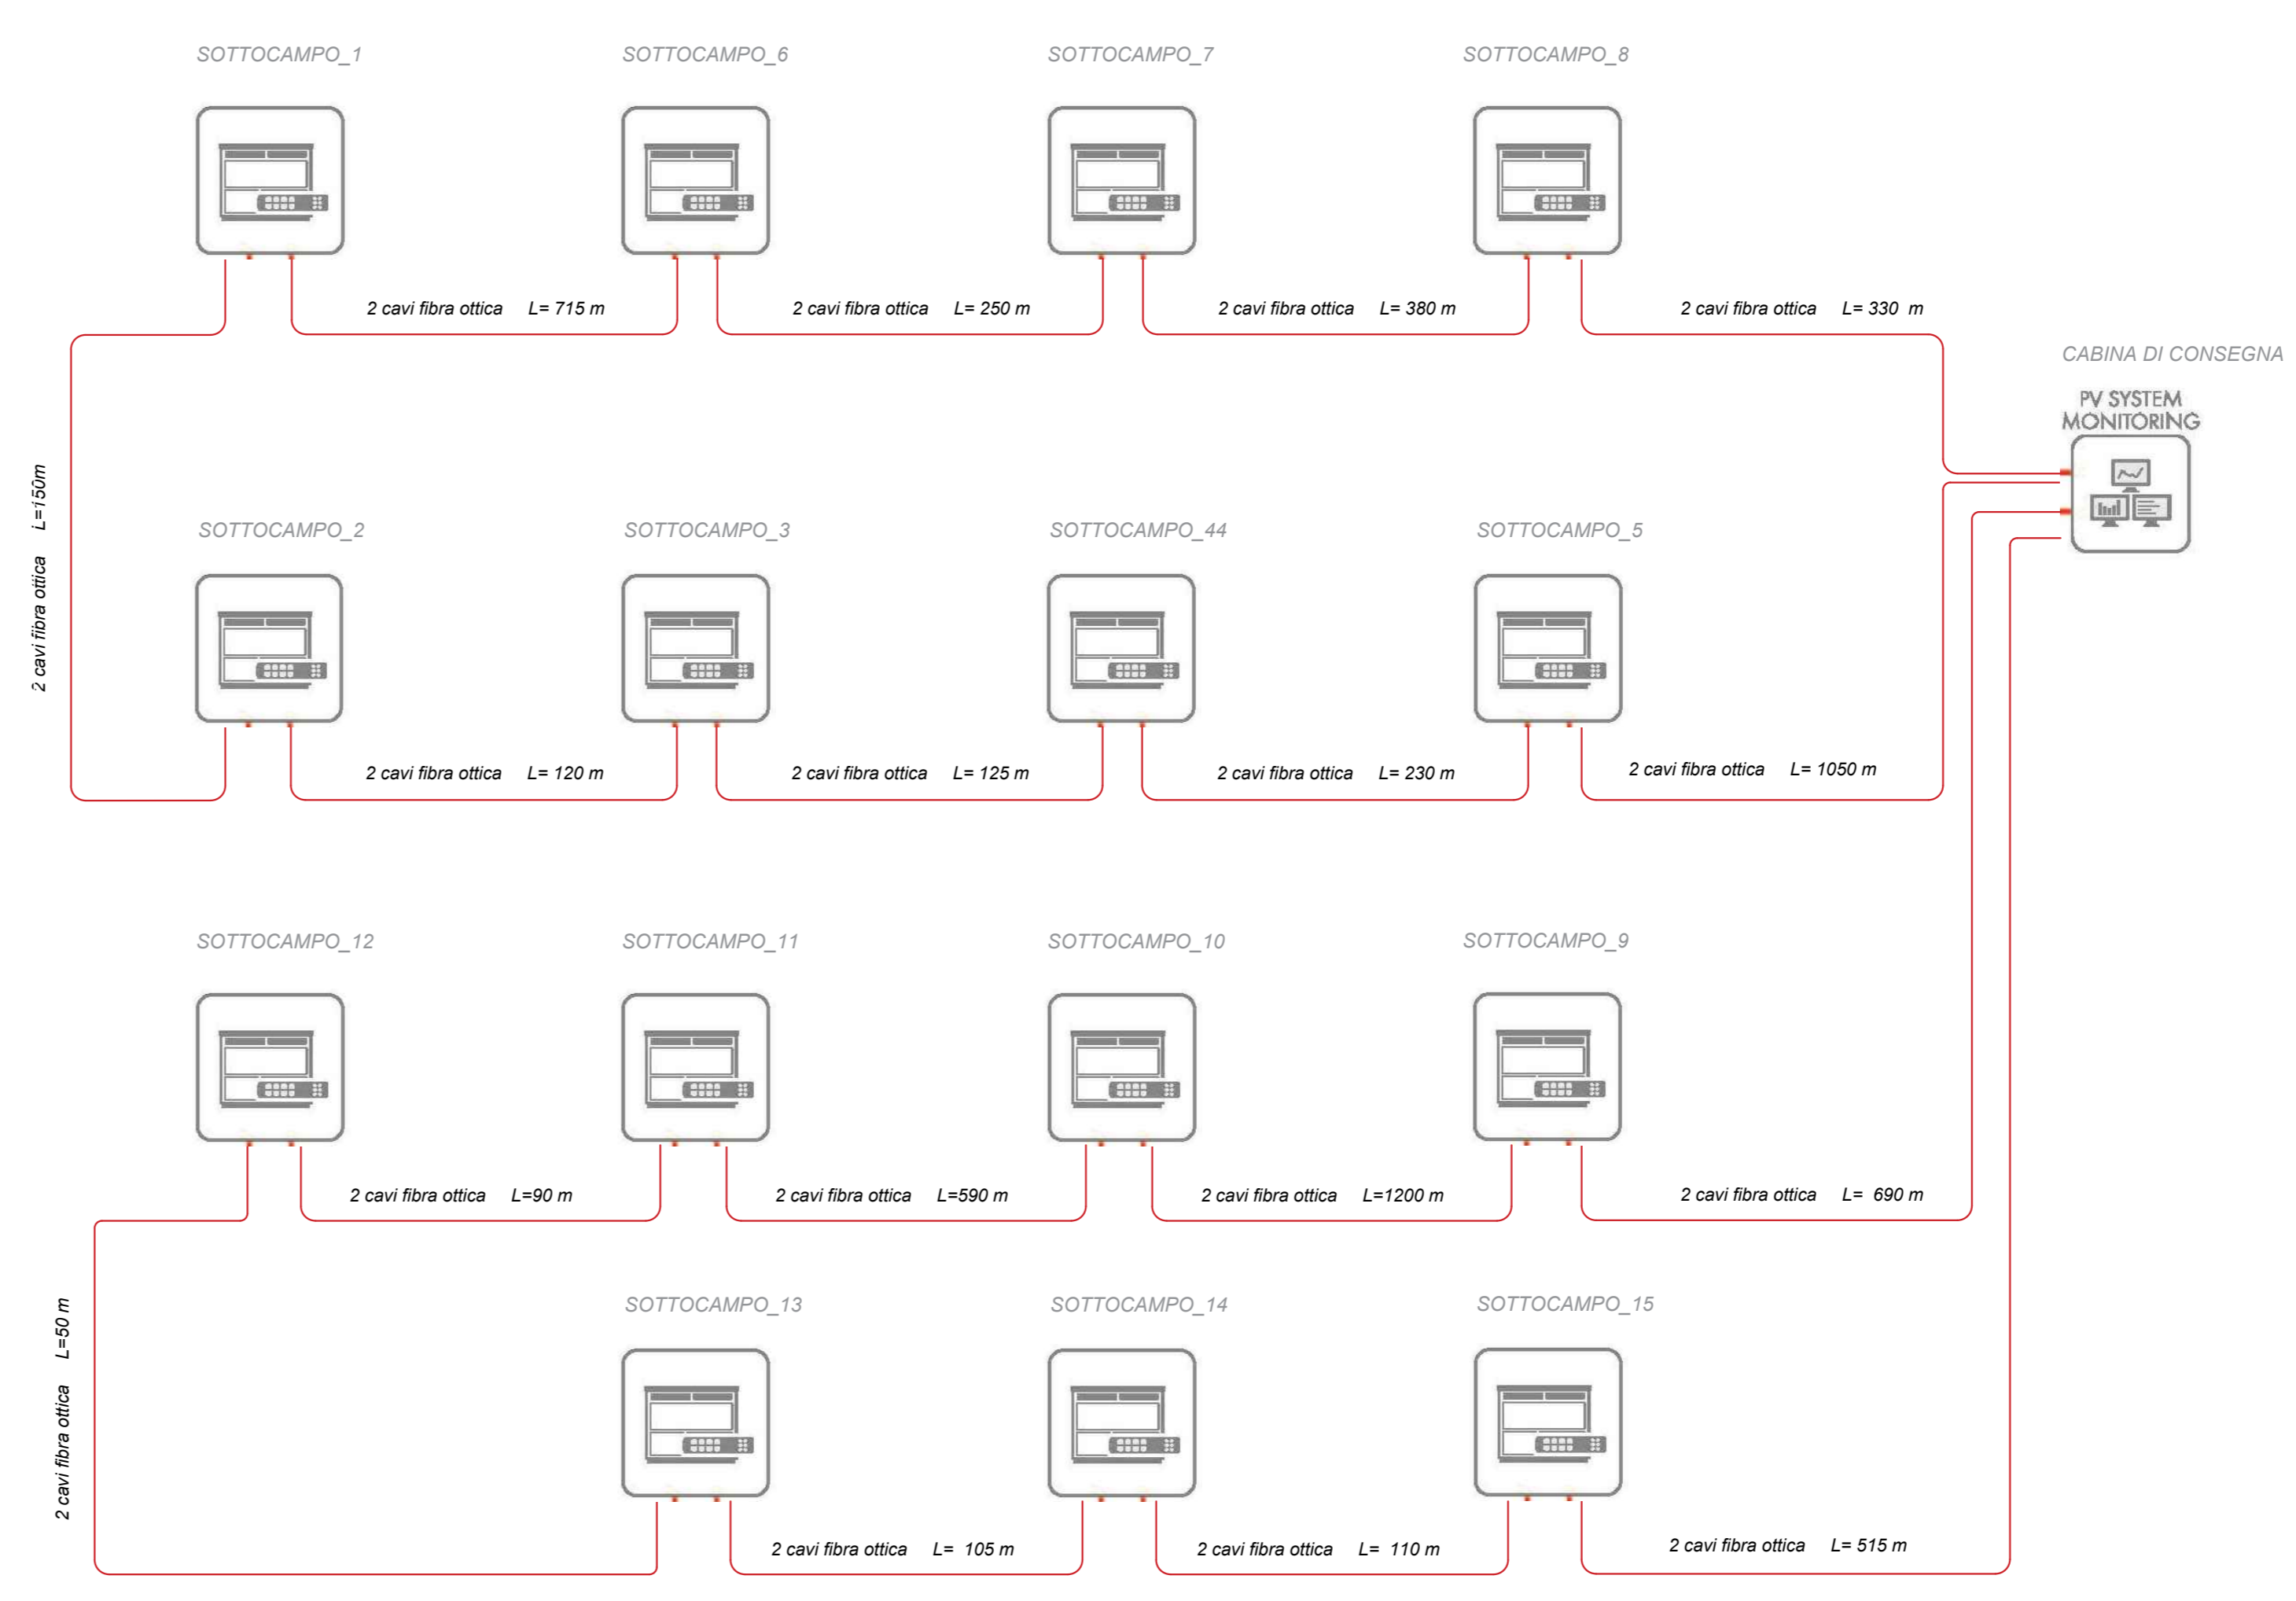 SOTTOCAMPO_1
SOTTOCAMPO_6
SOTTOCAMPO_7
SOTTOCAMPO_8
2 cavi fibra ottica L= 715 m
2 cavi fibra ottica L= 250 m
2 cavi fibra ottica L= 380 m
2 cavi fibra ottica L= 330 m
CABINA DI CONSEGNA
PV SYSTEM
MONITORING
2 cavi fibra ottica L=150m
SOTTOCAMPO_2
SOTTOCAMPO_3
SOTTOCAMPO_44
SOTTOCAMPO_5
2 cavi fibra ottica L= 120 m
2 cavi fibra ottica L= 125 m
2 cavi fibra ottica L= 230 m
2 cavi fibra ottica L= 1050 m
SOTTOCAMPO_12
SOTTOCAMPO_11
SOTTOCAMPO_10
SOTTOCAMPO_9
2 cavi fibra ottica L=90 m
2 cavi fibra ottica L=590 m
2 cavi fibra ottica L=1200 m
2 cavi fibra ottica L= 690 m
2 cavi fibra ottica L=50 m
SOTTOCAMPO_13
SOTTOCAMPO_14
SOTTOCAMPO_15
2 cavi fibra ottica L= 105 m
2 cavi fibra ottica L= 110 m
2 cavi fibra ottica L= 515 m